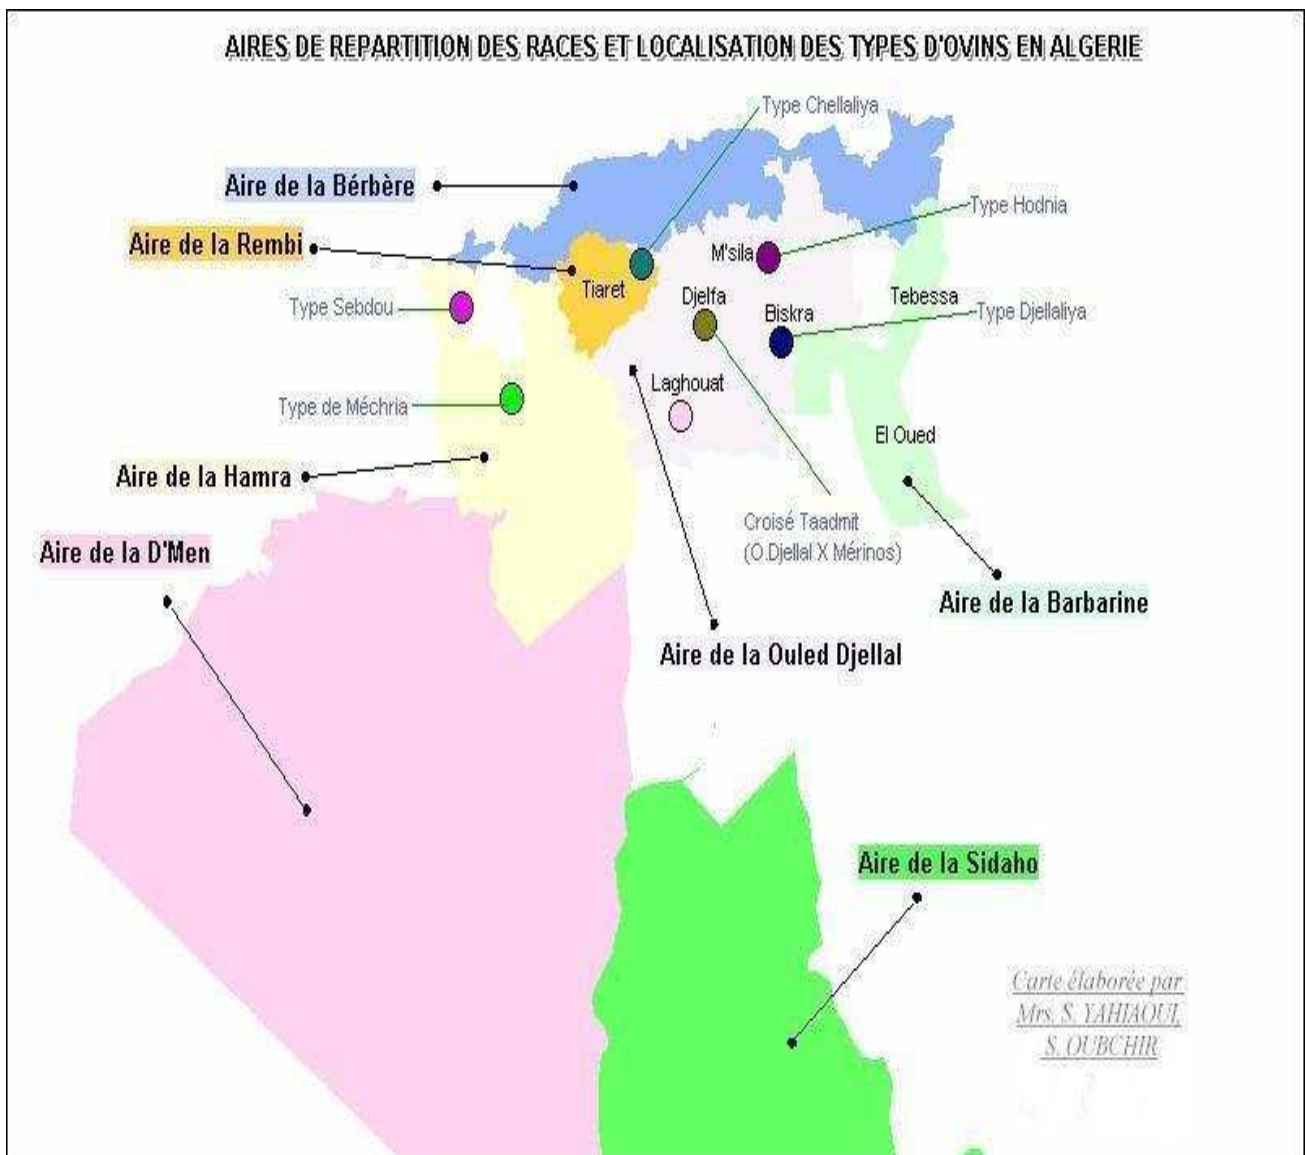 AIRES DE REPARTITION DES RACES ET LOCALISATION DES TYPES D'OVINS EN ALGERIE
Type Chellaliya
Aire de la Bérbère
Type Hodnia
Aire de la Rembi
M'sila
Tiaret
Djelfa
Tebessa
Type Sebdou
Biskra
Type Djellaliya
Laghouat
Type de Méchria
El Oued
Aire de la Hamra
Croisé Taadmit
(O.Djellal X Mérinos)
Aire de la D'Men
Aire de la Barbarine
Aire de la Ouled Djellal
Aire de la Sidaho
Carte élaborée par
Mrs. S. YAHIAOUI,
S. OUBCHIR